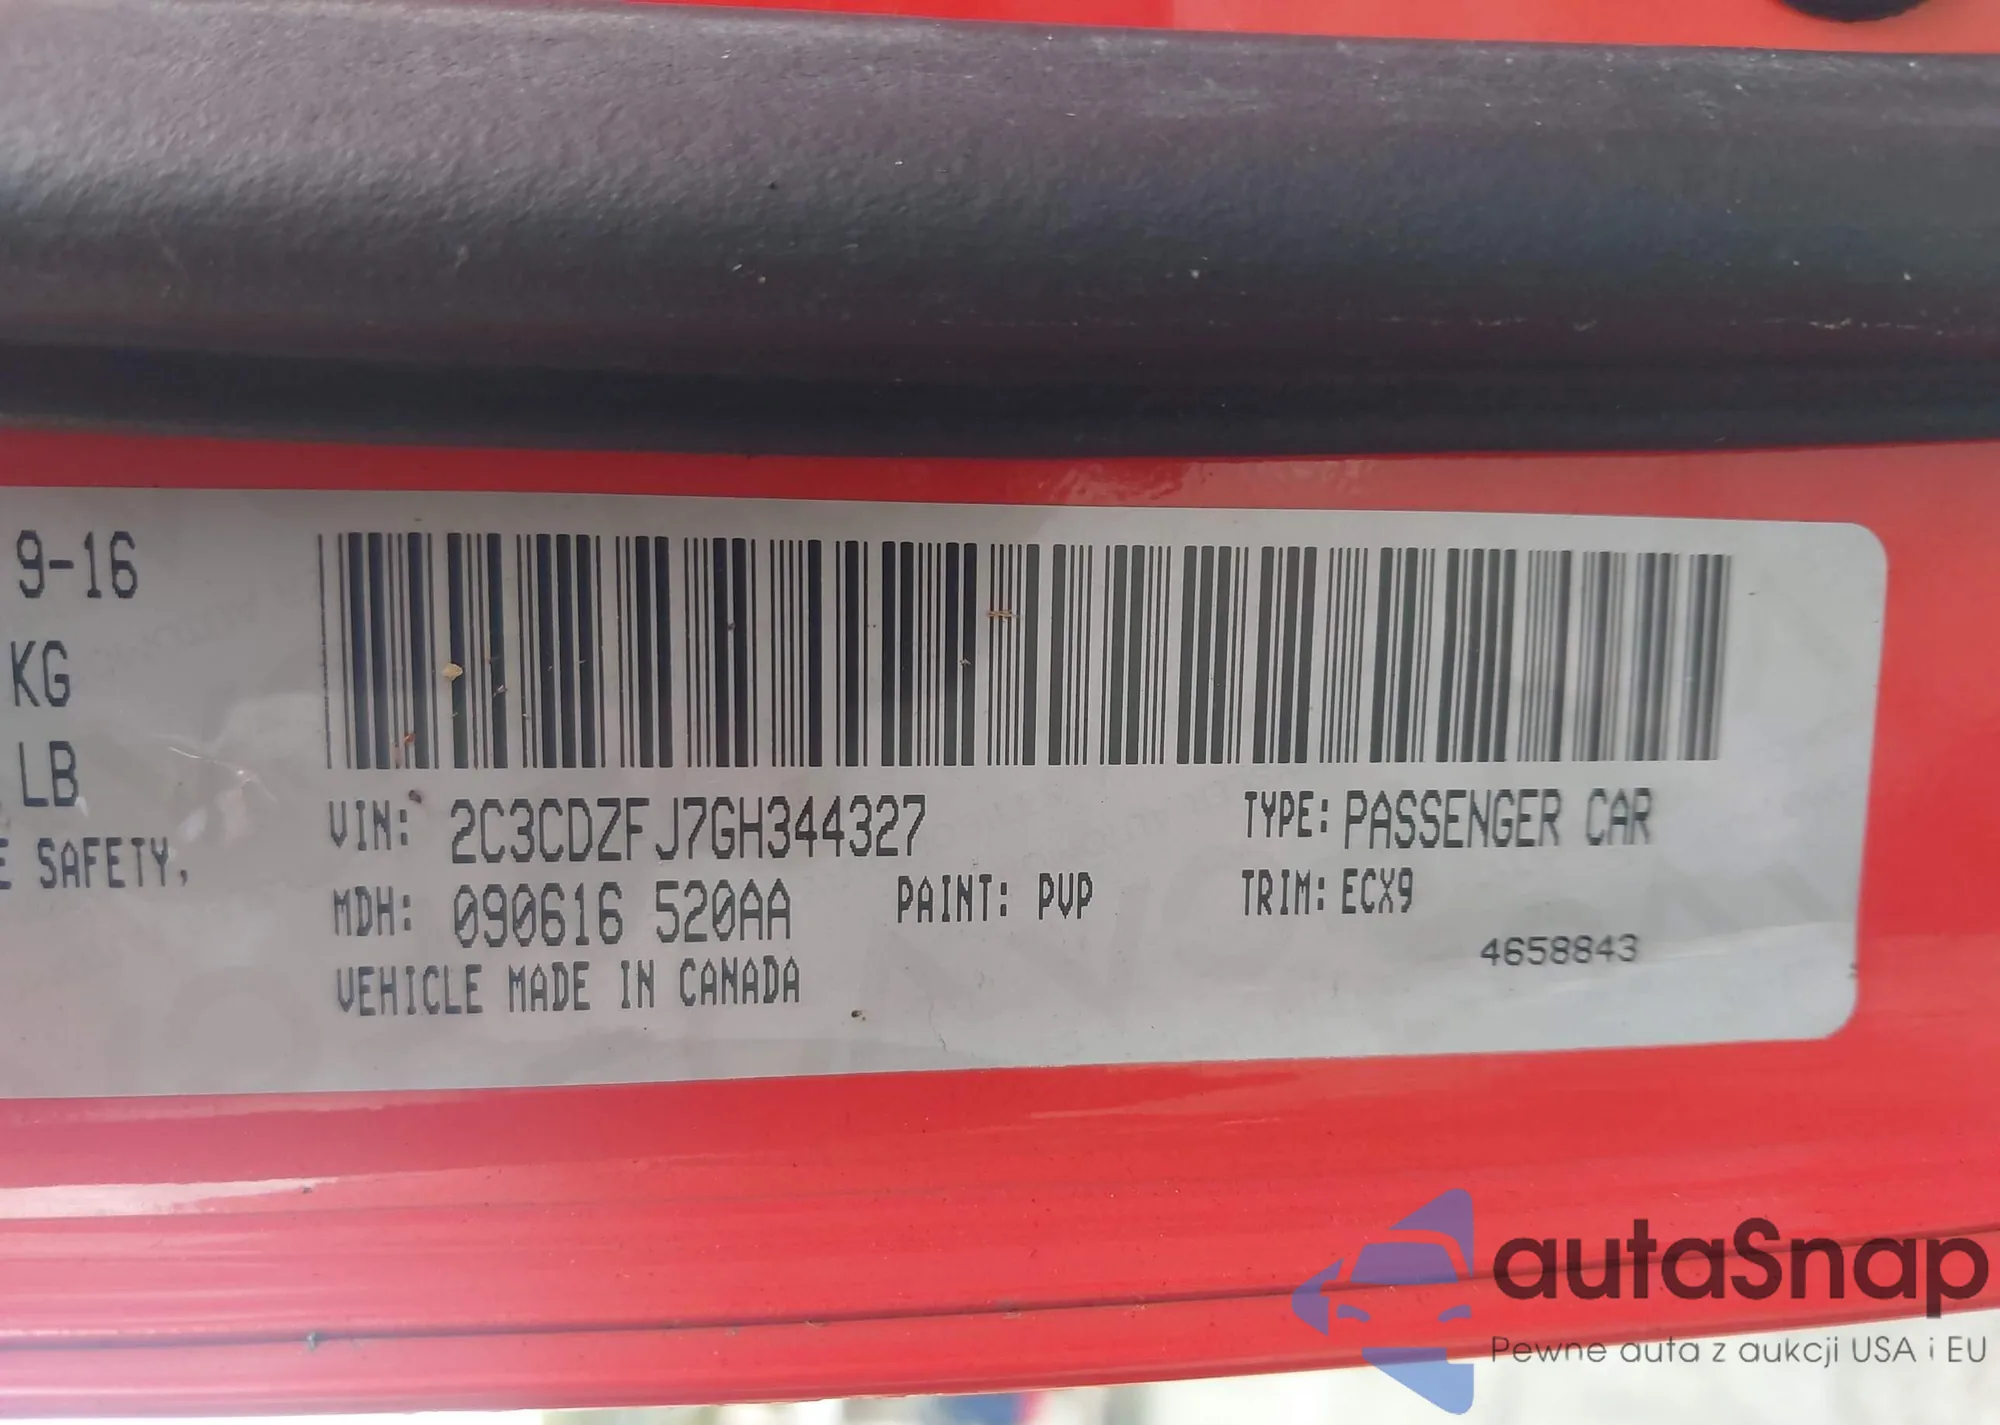 9-16
KG
LB
E SAFETY,
VIN: 2C3CDZFJ7GH344327
TYPE: PASSENGER CAR
MDH: 090616 520AA
PAINT: PVP
TRIM: ECX9
4658843
VEHICLE MADE IN CANADA
autaSnap
Pewne auta z aukcji USA i EU